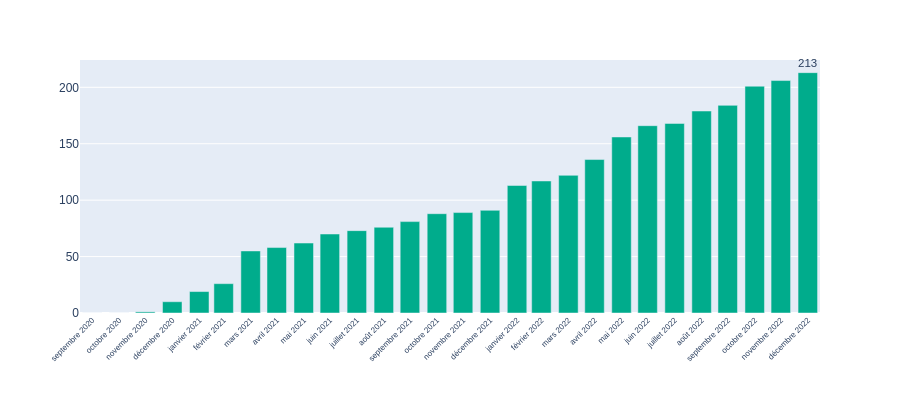 213
200
150
100
50
0
septembre 2020
octobre 2020
novembre 2020
décembre 2020
janvier 2021
février 2021
mars 2021
avril 2021
mai 2021
juin 2021
juillet 2021
août 2021
septembre 2021
octobre 2021
novembre 2021
décembre 2021
janvier 2022
février 2022
mars 2022
avril 2022
mai 2022
juin 2022
juillet 2022
août 2022
septembre 2022
octobre 2022
novembre 2022
décembre 2022